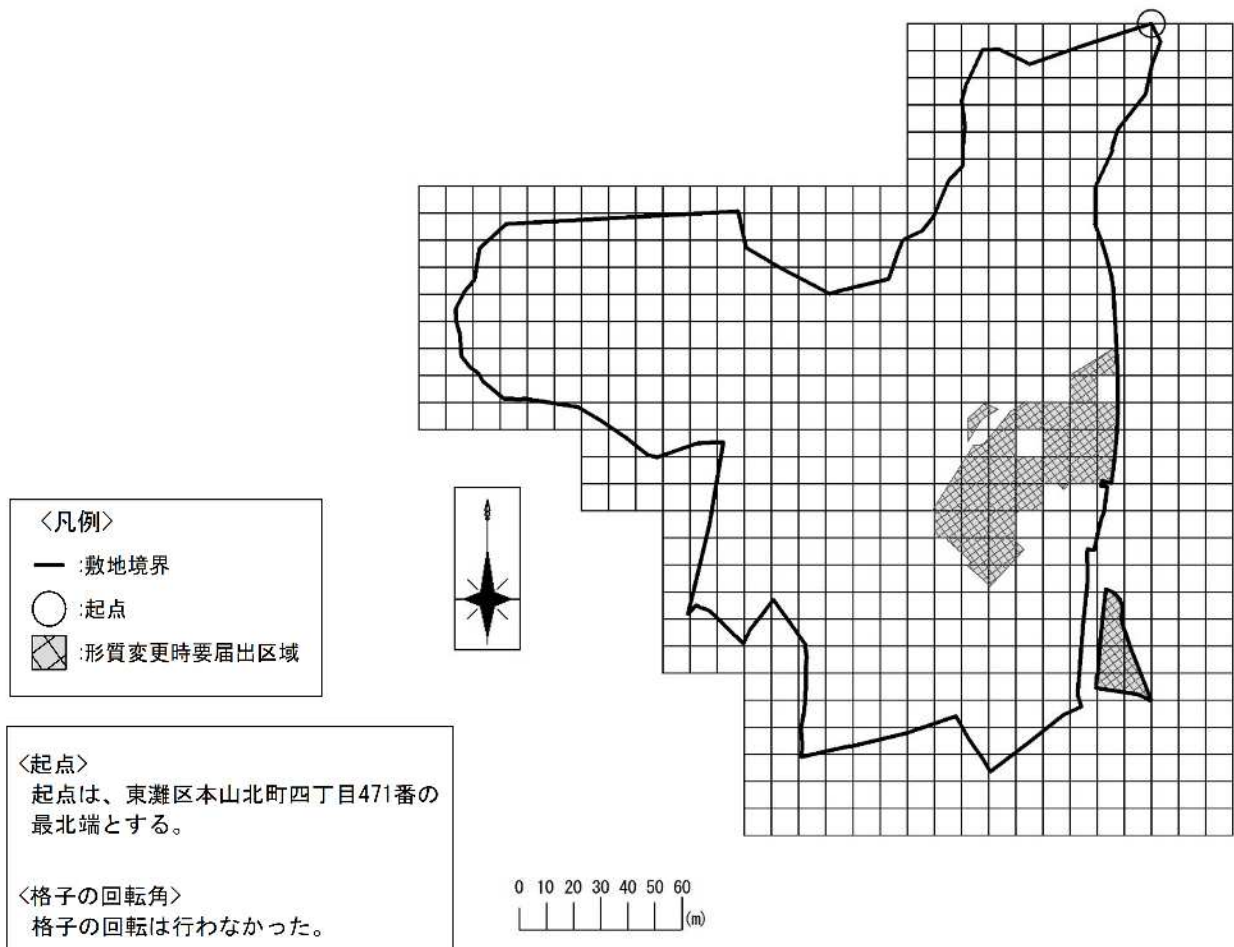 〈凡例〉
:敷地境界
:起点
:形質変更時要届出区域
〈起点〉
起点は、東灘区本山北町四丁目471番の
最北端とする。
〈格子の回転角〉
格子の回転は行わなかった。
0 10 20 30 40 50 60
(m)